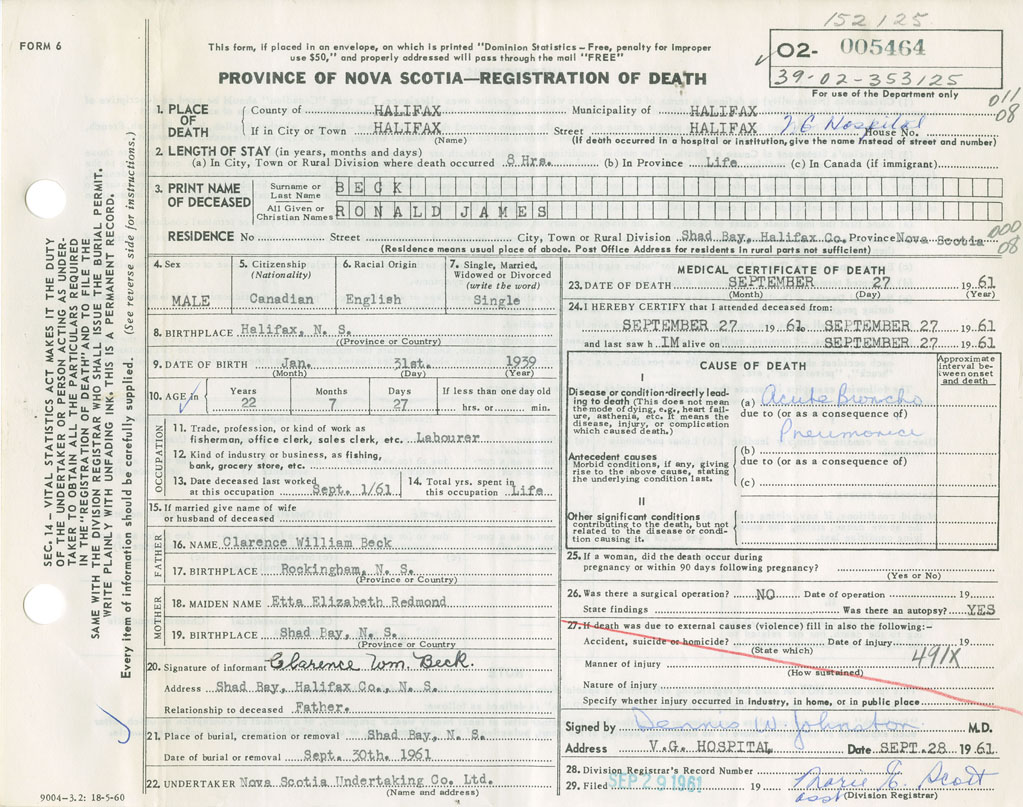 152125
FORM 6
This form, if placed in an envelope, on which is printed "Dominion Statistics – Free, penalty for improper
use $50," and properly addressed will pass through the mail "FREE"
02- 005464
39-02-353125
For use of the Department only
PROVINCE OF NOVA SCOTIA—REGISTRATION OF DEATH
011
08
1. PLACE OF DEATH
County of HALIFAX Municipality of HALIFAX
If in City or Town HALIFAX Street HALIFAX House No. Hospital
(Name) (If death occurred in a hospital or institution, give the name instead of street and number)
2. LENGTH OF STAY (in years, months and days)
(a) In City, Town or Rural Division where death occurred 8 Hrs. (b) In Province Life (c) In Canada (if immigrant)
3. PRINT NAME OF DECEASED
Surname or Last Name BECK
All Given or Christian Names RONALD JAMES
000
08
RESIDENCE No Street City, Town or Rural Division Shad Bay, Halifax Co. Province Nova Scotia
(Residence means usual place of abode. Post Office Address for residents in rural parts not sufficient)
SEC. 14 – VITAL STATISTICS ACT MAKES IT THE DUTY
OF THE UNDERTAKER OR PERSON ACTING AS UNDER-
TAKER TO OBTAIN ALL THE PARTICULARS REQUIRED
IN THE "REGISTRATION OF DEATH" AND TO FILE THE
SAME WITH THE DIVISION REGISTRAR WHO SHALL ISSUE THE BURIAL PERMIT.
WRITE PLAINLY WITH UNFADING INK. THIS IS A PERMANENT RECORD.
Every item of information should be carefully supplied. (See reverse side for instructions.)
4. Sex
MALE
5. Citizenship
(Nationality)
Canadian
6. Racial Origin
English
7. Single, Married,
Widowed or Divorced
(write the word)
Single
8. BIRTHPLACE Halifax, N. S.
(Province or Country)
9. DATE OF BIRTH Jan. 31st. 1939
(Month) (Day) (Year)
10. AGE in
Years Months Days If less than one day old
22 7 27 hrs. or min.
OCCUPATION
11. Trade, profession, or kind of work as
fisherman, office clerk, sales clerk, etc. Labourer
12. Kind of industry or business, as fishing,
bank, grocery store, etc.
13. Date deceased last worked
at this occupation Sept. 1/61
14. Total yrs. spent in
this occupation Life
15. If married give name of wife
or husband of deceased
FATHER
16. NAME Clarence William Beck
17. BIRTHPLACE Rockingham, N. S.
(Province or Country)
MOTHER
18. MAIDEN NAME Etta Elizabeth Redmond
19. BIRTHPLACE Shad Bay, N. S.
(Province or Country)
20. Signature of informant Clarence Wm. Beck.
Address Shad Bay, Halifax Co., N. S.
Relationship to deceased Father.
21. Place of burial, cremation or removal Shad Bay, N. S.
Date of burial or removal Sept. 30th. 1961
22. UNDERTAKER Nova Scotia Undertaking Co. Ltd.
(Name and address)
9004-3.2: 18-5-60
MEDICAL CERTIFICATE OF DEATH
23. DATE OF DEATH SEPTEMBER 27 1961
(Month) (Day) (Year)
24. I HEREBY CERTIFY that I attended deceased from:
SEPTEMBER 27 1961 to SEPTEMBER 27 1961
and last saw h IM alive on SEPTEMBER 27 1961
CAUSE OF DEATH
Approximate
interval be-
tween onset
and death
I
Disease or condition directly lead-
ing to death (This does not mean
the mode of dying, e.g., heart fail-
ure, asthenia, etc. It means the
disease, injury, or complication
which caused death.)
(a) Acute Broncho
due to (or as a consequence of)
Pneumonia
Antecedent causes
Morbid conditions, if any, giving
rise to the above cause, stating
the underlying condition last.
(b)
due to (or as a consequence of)
(c)
II
Other significant conditions
contributing to the death, but not
related to the disease or condi-
tion causing it.
25. If a woman, did the death occur during
pregnancy or within 90 days following pregnancy?
(Yes or No)
26. Was there a surgical operation? NO Date of operation 19
State findings Was there an autopsy? YES
27. If death was due to external causes (violence) fill in also the following:-
Accident, suicide or homicide? Date of injury 19
(State which)
491X
Manner of injury
(How sustained)
Nature of injury
Specify whether injury occurred in industry, in home, or in public place
Signed by Dennis W. Johnston M.D.
Address V.G. HOSPITAL Date SEPT. 28 1961
28. Division Registrar's Record Number
29. Filed SEP 29 1961 19 Marie E. Scott
asst (Division Registrar)